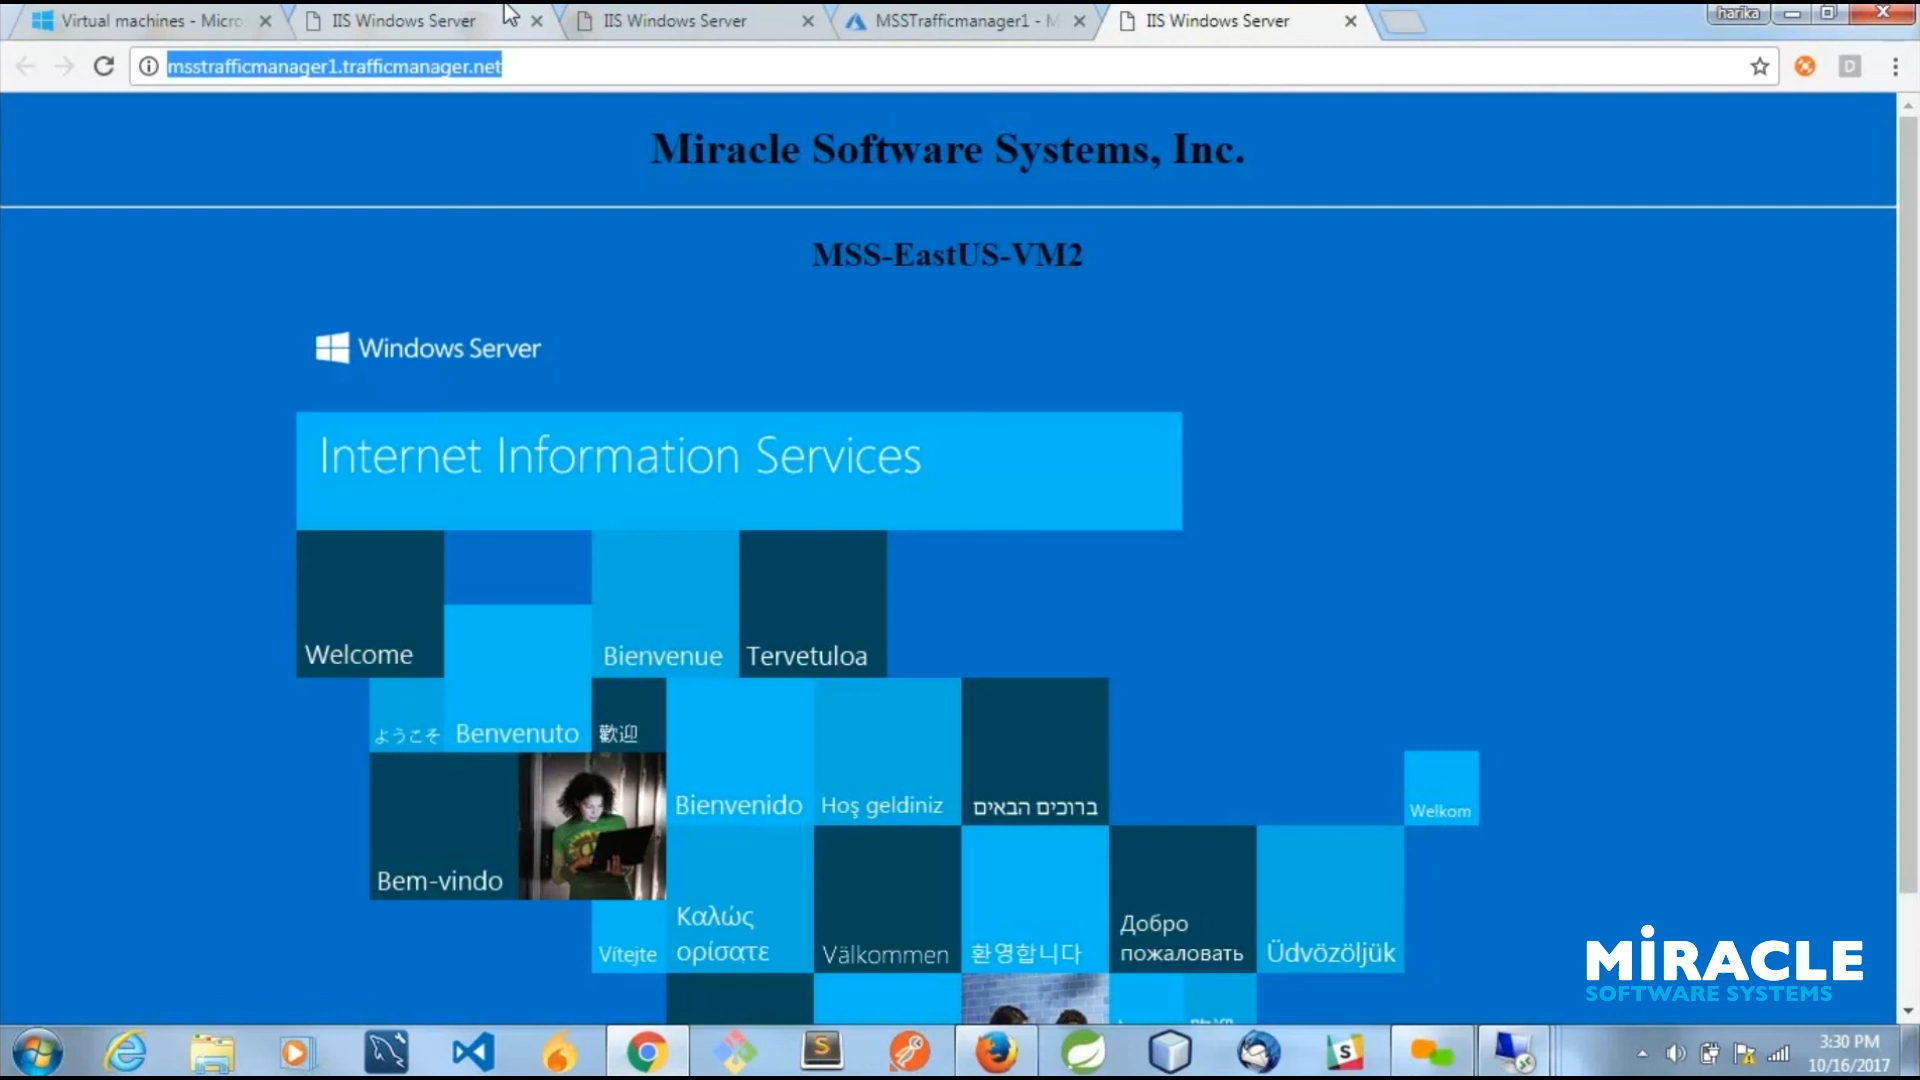 Virtual machines - Micro
IIS Windows Server
IIS Windows Server
MSSTrafficmanager1 - M
IIS Windows Server
harika
msstrafficmanager1.trafficmanager.net
D
Miracle Software Systems, Inc.
MSS-EastUS-VM2
Windows Server
Internet Information Services
Welcome
Bienvenue
Tervetuloa
ようこそ
Benvenuto
歡迎
Bienvenido
Hoş geldiniz
ברוכים הבאים
Welkom
Bem-vindo
Vítejte
Καλώς
ορίσατε
Välkommen
환영합니다
Добро
пожаловать
Üdvözöljük
MiRACLE
SOFTWARE SYSTEMS
S
S
3:30 PM
10/16/2017